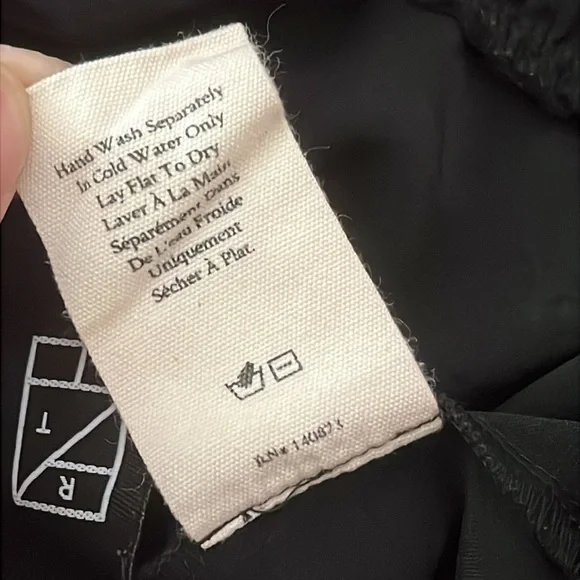 Hand Wash Separately
In Cold Water Only
Lay Flat To Dry
Laver À La Main
Séparément Dans
De L'eau Froide
Uniquement
Sécher À Plat.
RN# 140873
T
R